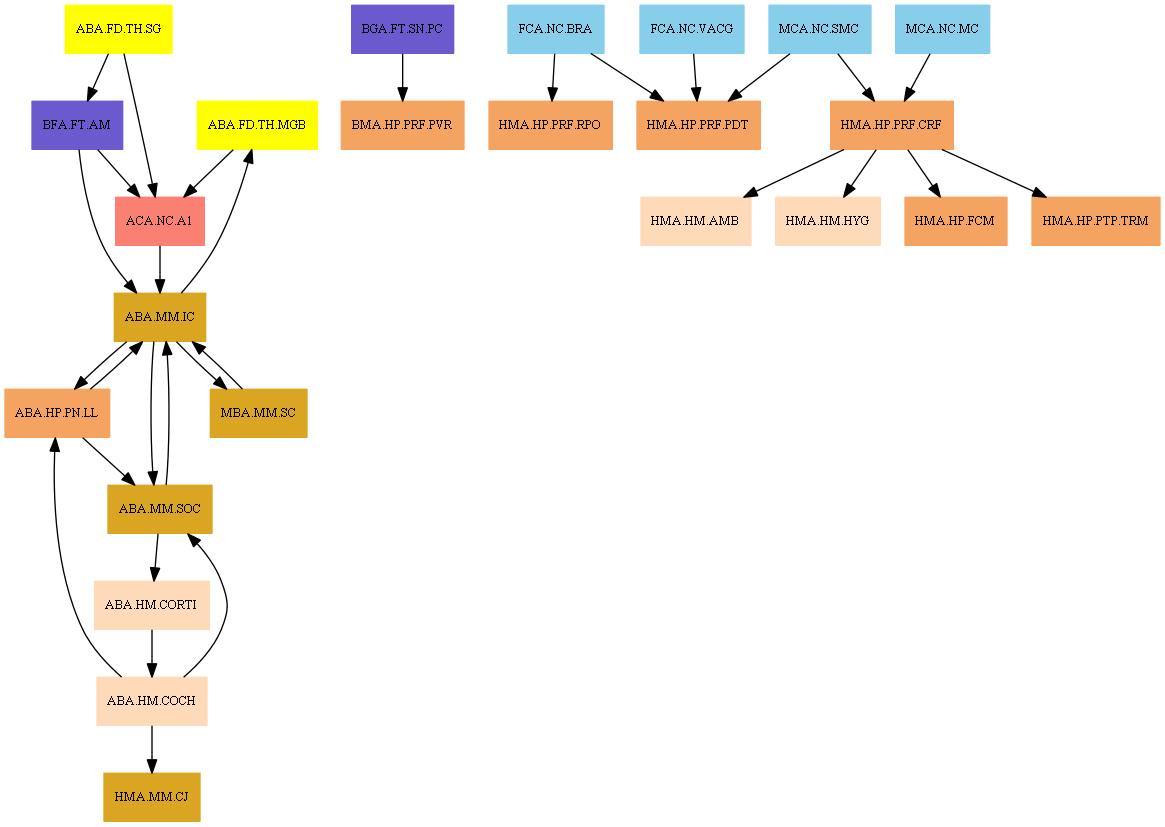 ABA.FD.TH.SG
BGA.FT.SN.PC
FCA.NC.BRA
FCA.NC.VACG
MCA.NC.SMC
MCA.NC.MC
BFA.FT.AM
ABA.FD.TH.MGB
BMA.HP.PRF.PVR
HMA.HP.PRF.RPO
HMA.HP.PRF.PDT
HMA.HP.PRF.CRF
ACA.NC.A1
HMA.HM.AMB
HMA.HM.HYG
HMA.HP.FCM
HMA.HP.PTP.TRM
ABA.MM.IC
ABA.HP.PN.LL
MBA.MM.SC
ABA.MM.SOC
ABA.HM.CORTI
ABA.HM.COCH
HMA.MM.CJ